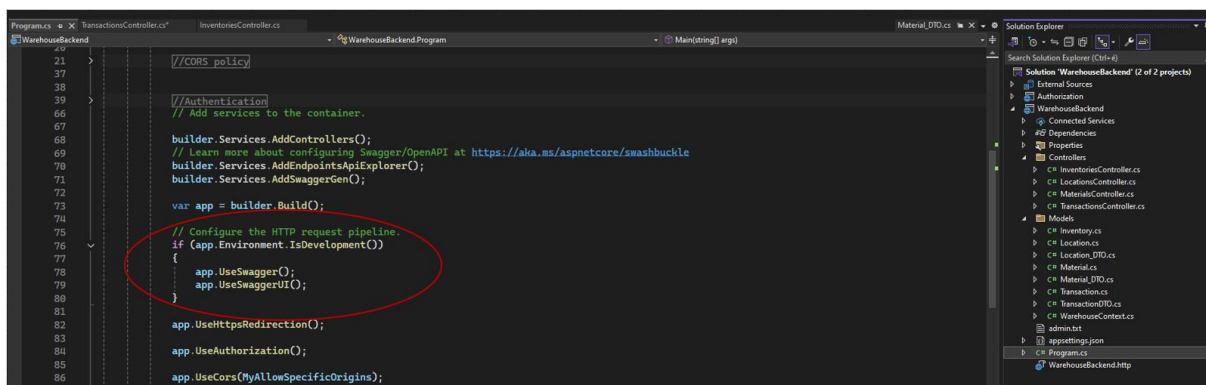 Program.cs TransactionsController.cs* InventoriesController.cs Material_DTO.cs
WarehouseBackend WarehouseBackend.Program Main(string[] args)
20
21 //CORS policy
37
38
39 //Authentication
66 // Add services to the container.
67
68 builder.Services.AddControllers();
69 // Learn more about configuring Swagger/OpenAPI at https://aka.ms/aspnetcore/swashbuckle
70 builder.Services.AddEndpointsApiExplorer();
71 builder.Services.AddSwaggerGen();
72
73 var app = builder.Build();
74
75 // Configure the HTTP request pipeline.
76 if (app.Environment.IsDevelopment())
77 {
78 app.UseSwagger();
79 app.UseSwaggerUI();
80 }
81
82 app.UseHttpsRedirection();
83
84 app.UseAuthorization();
85
86 app.UseCors(MyAllowSpecificOrigins);
Solution Explorer
Search Solution Explorer (Ctrl+é)
Solution 'WarehouseBackend' (2 of 2 projects)
External Sources
Authorization
WarehouseBackend
Connected Services
Dependencies
Properties
Controllers
C# InventoriesController.cs
C# LocationsController.cs
C# MaterialsController.cs
C# TransactionsController.cs
Models
C# Inventory.cs
C# Location.cs
C# Location_DTO.cs
C# Material.cs
C# Material_DTO.cs
C# Transaction.cs
C# TransactionDTO.cs
C# WarehouseContext.cs
admin.txt
appsettings.json
C# Program.cs
WarehouseBackend.http